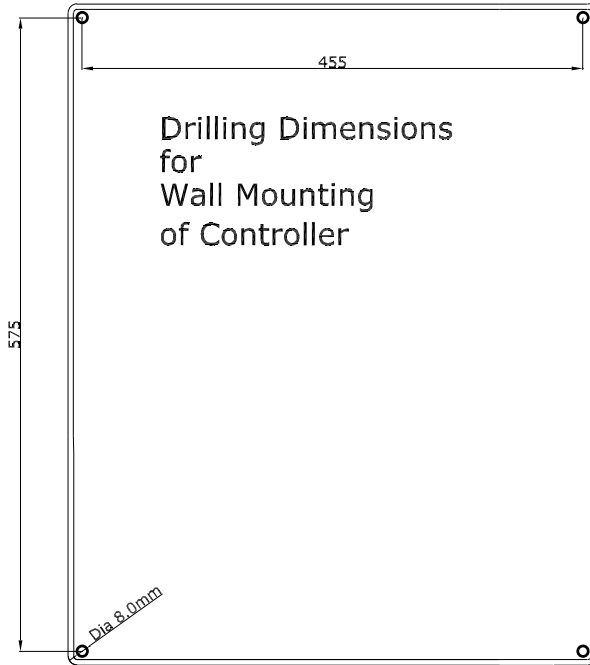 455
Drilling Dimensions
for
Wall Mounting
of Controller
575
Dia 8.0mm